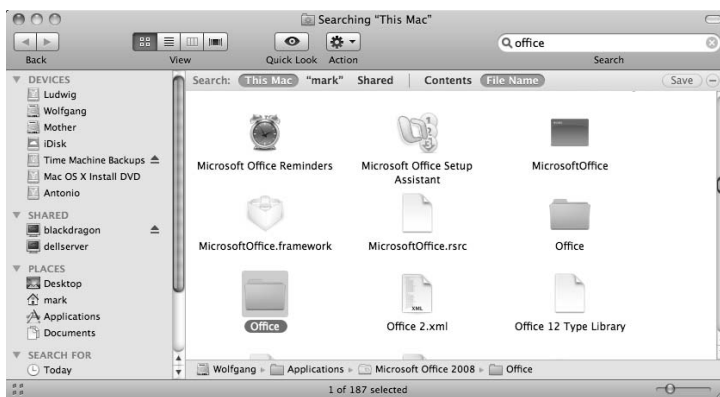 Searching "This Mac"
office
Back View Quick Look Action Search
DEVICES
Ludwig
Wolfgang
Mother
iDisk
Time Machine Backups
Mac OS X Install DVD
Antonio
SHARED
blackdragon
dellserver
PLACES
Desktop
mark
Applications
Documents
SEARCH FOR
Today
Search: This Mac "mark" Shared Contents File Name Save
Microsoft Office Reminders
Microsoft Office Setup
Assistant
MicrosoftOffice
MicrosoftOffice.framework
MicrosoftOffice.rsrc
Office
Office
XML
Office 2.xml
Office 12 Type Library
Wolfgang Applications Microsoft Office 2008 Office
1 of 187 selected